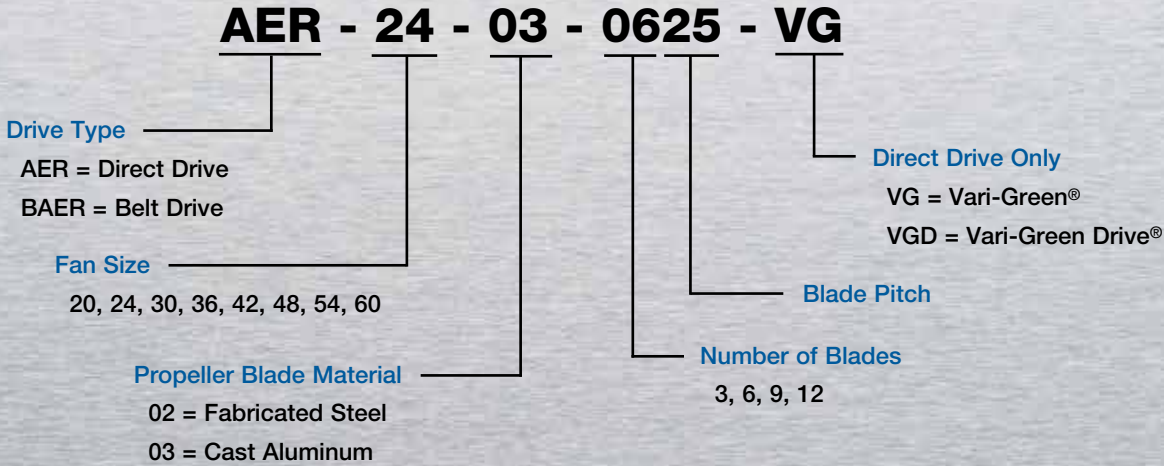 AER - 24 - 03 - 0625 - VG
Drive Type
AER = Direct Drive
BAER = Belt Drive
Fan Size
20, 24, 30, 36, 42, 48, 54, 60
Propeller Blade Material
02 = Fabricated Steel
03 = Cast Aluminum
Direct Drive Only
VG = Vari-Green®
VGD = Vari-Green Drive®
Blade Pitch
Number of Blades
3, 6, 9, 12